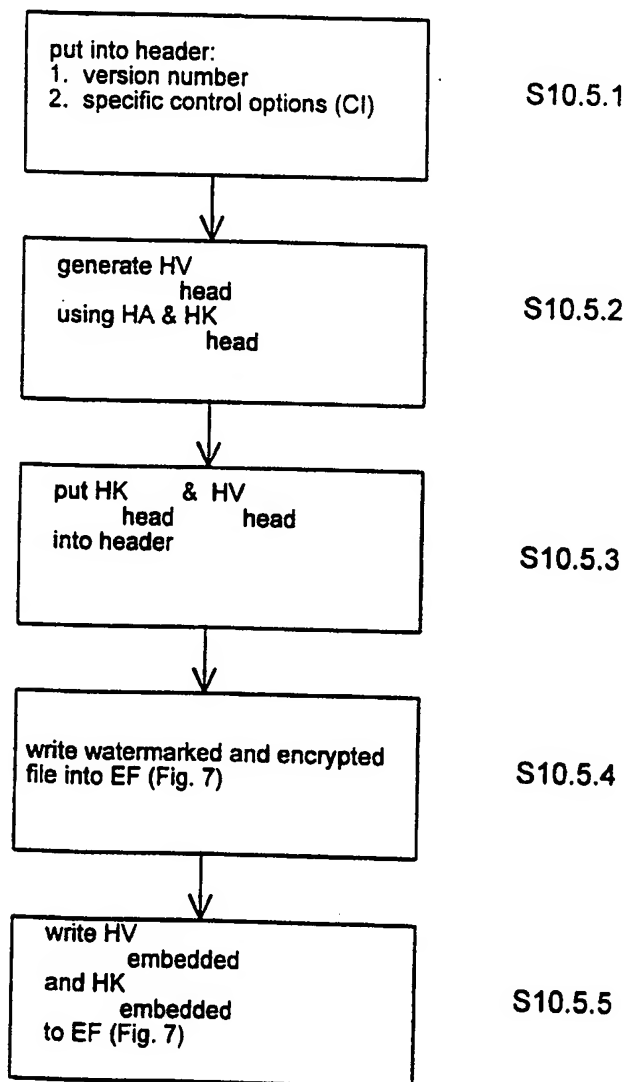 put into header:
1. version number
2. specific control options (CI)
S10.5.1
generate HV
head
using HA & HK
head
S10.5.2
put HK & HV
head head
into header
S10.5.3
write watermarked and encrypted
file into EF (Fig. 7)
S10.5.4
write HV
embedded
and HK
embedded
to EF (Fig. 7)
S10.5.5